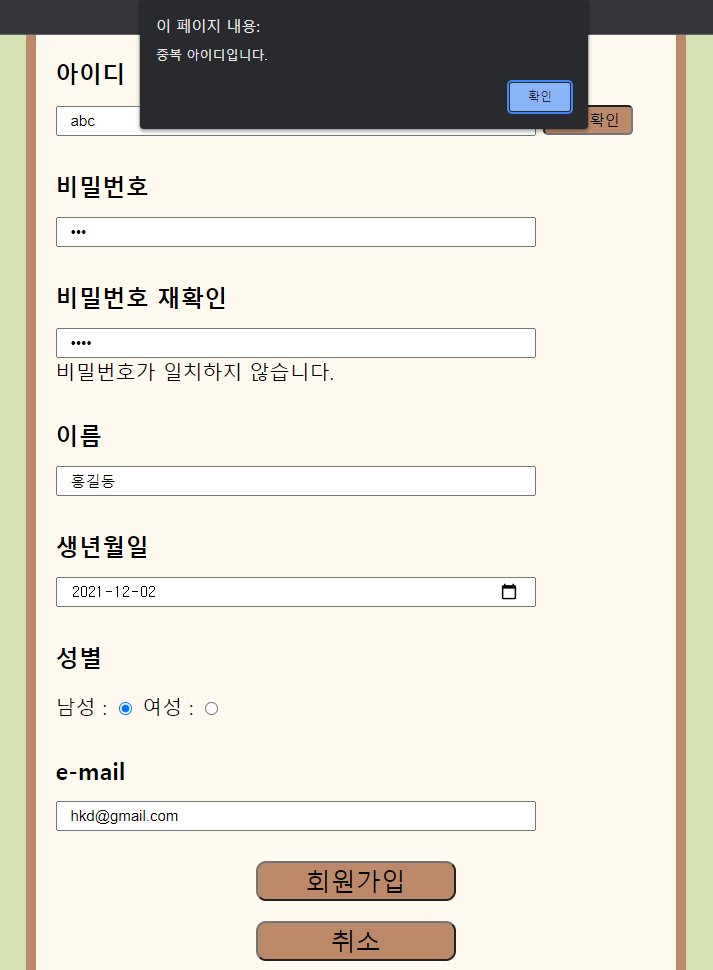 이 페이지 내용:
중복 아이디입니다.
확인
아이디
abc
확인
비밀번호
•••
비밀번호 재확인
••••
비밀번호가 일치하지 않습니다.
이름
홍길동
생년월일
2021-12-02
성별
남성 : 여성 :
e-mail
hkd@gmail.com
회원가입
취소